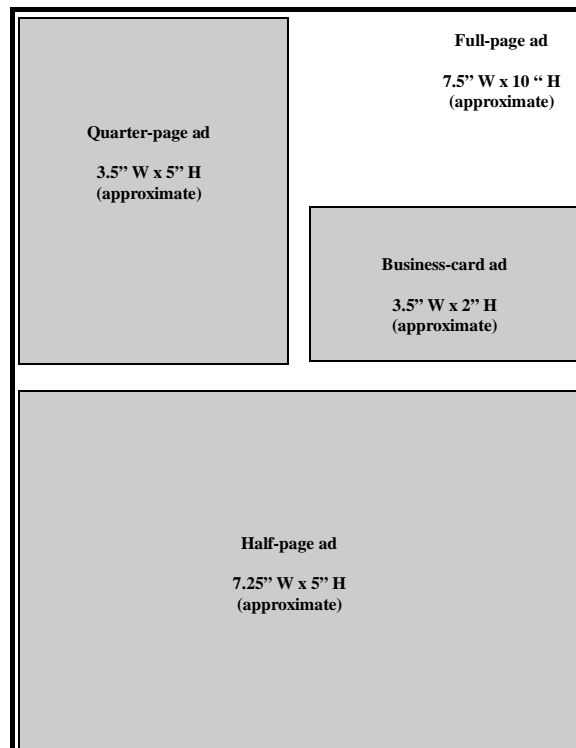 Full-page ad
7.5” W x 10 “ H
(approximate)
Quarter-page ad
3.5” W x 5” H
(approximate)
Business-card ad
3.5” W x 2” H
(approximate)
Half-page ad
7.25” W x 5” H
(approximate)